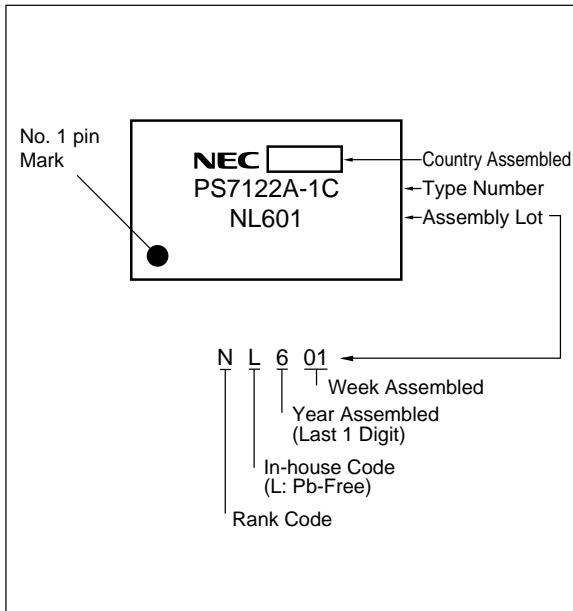 No. 1 pin
Mark
NEC
Country Assembled
PS7122A-1C
Type Number
NL601
Assembly Lot
N L 6 01
Week Assembled
Year Assembled
(Last 1 Digit)
In-house Code
(L: Pb-Free)
Rank Code